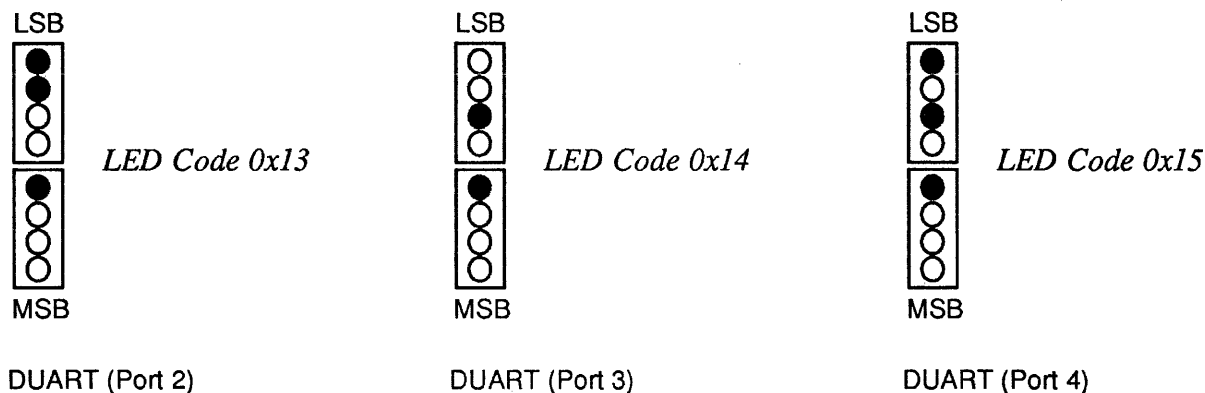 LSB
LED Code 0x13
MSB
DUART (Port 2)
LSB
LED Code 0x14
MSB
DUART (Port 3)
LSB
LED Code 0x15
MSB
DUART (Port 4)